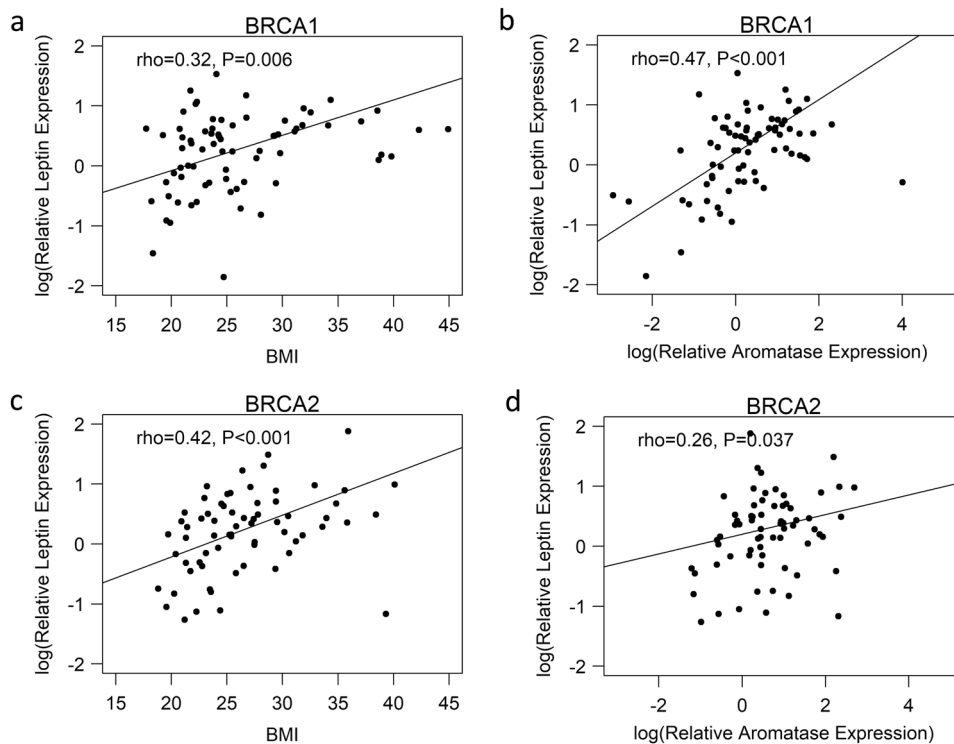 a
BRCA1
rho=0.32, P=0.006
log(Relative Leptin Expression)
2
1
0
-1
-2
15 20 25 30 35 40 45
BMI
b
BRCA1
rho=0.47, P<0.001
log(Relative Leptin Expression)
2
1
0
-1
-2
-2 0 2 4
log(Relative Aromatase Expression)
c
BRCA2
rho=0.42, P<0.001
log(Relative Leptin Expression)
2
1
0
-1
-2
15 20 25 30 35 40 45
BMI
d
BRCA2
rho=0.26, P=0.037
log(Relative Leptin Expression)
2
1
0
-1
-2
-2 0 2 4
log(Relative Aromatase Expression)